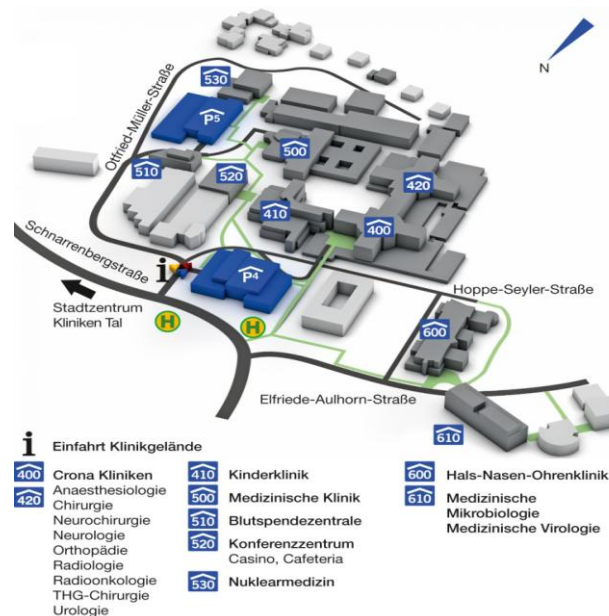 N
530
P5
Otfried-Müller-Straße
500
510
520
420
410
400
Schnarrenbergstraße
i
P4
Stadtzentrum
Kliniken Tal
H
H
Hoppe-Seyler-Straße
600
Elfriede-Aulhorn-Straße
610
i Einfahrt Klinikgelände
400 Crona Kliniken
420 Anaesthesiologie
Chirurgie
Neurochirurgie
Neurologie
Orthopädie
Radiologie
Radioonkologie
THG-Chirurgie
Urologie
410 Kinderklinik
500 Medizinische Klinik
510 Blutspendezentrale
520 Konferenzzentrum
Casino, Cafeteria
530 Nuklearmedizin
600 Hals-Nasen-Ohrenklinik
610 Medizinische
Mikrobiologie
Medizinische Virologie